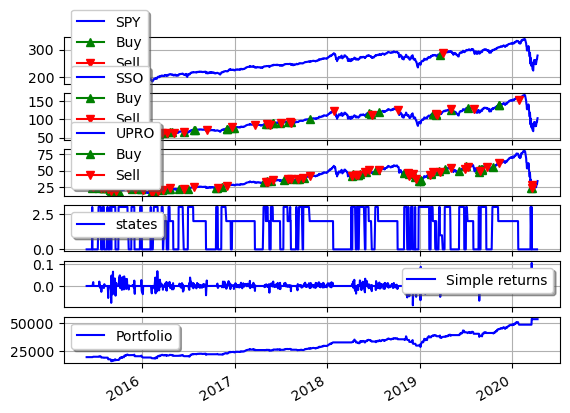 SPY
Buy
Sell
300
200
SSO
Buy
Sell
150
100
50
UPRO
Buy
Sell
75
50
25
states
2.5
0.0
Simple returns
0.1
0.0
Portfolio
50000
25000
2016
2017
2018
2019
2020